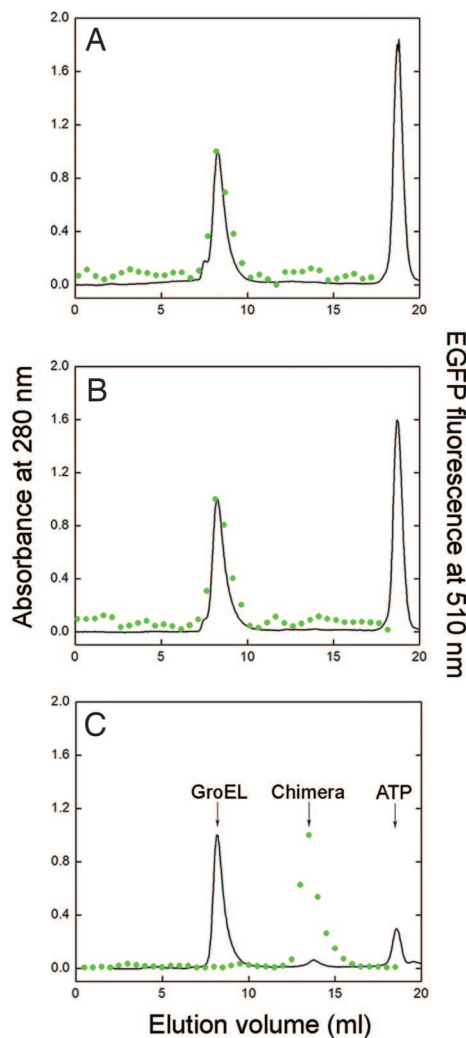 A
2.0
1.6
1.2
0.8
0.4
0.0
0 5 10 15 20
B
2.0
1.6
1.2
0.8
0.4
0.0
0 5 10 15 20
C
2.0
1.6
1.2
0.8
0.4
0.0
GroEL Chimera ATP
0 5 10 15 20
Absorbance at 280 nm
EGFP fluorescence at 510 nm
Elution volume (ml)